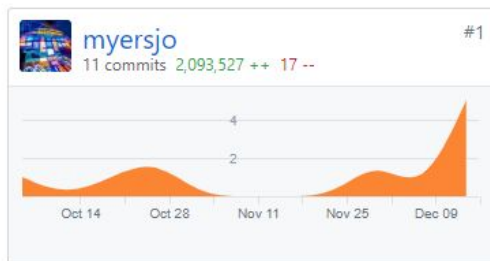 myersjo
#1
11 commits 2,093,527 ++ 17 --
4
2
Oct 14 Oct 28 Nov 11 Nov 25 Dec 09